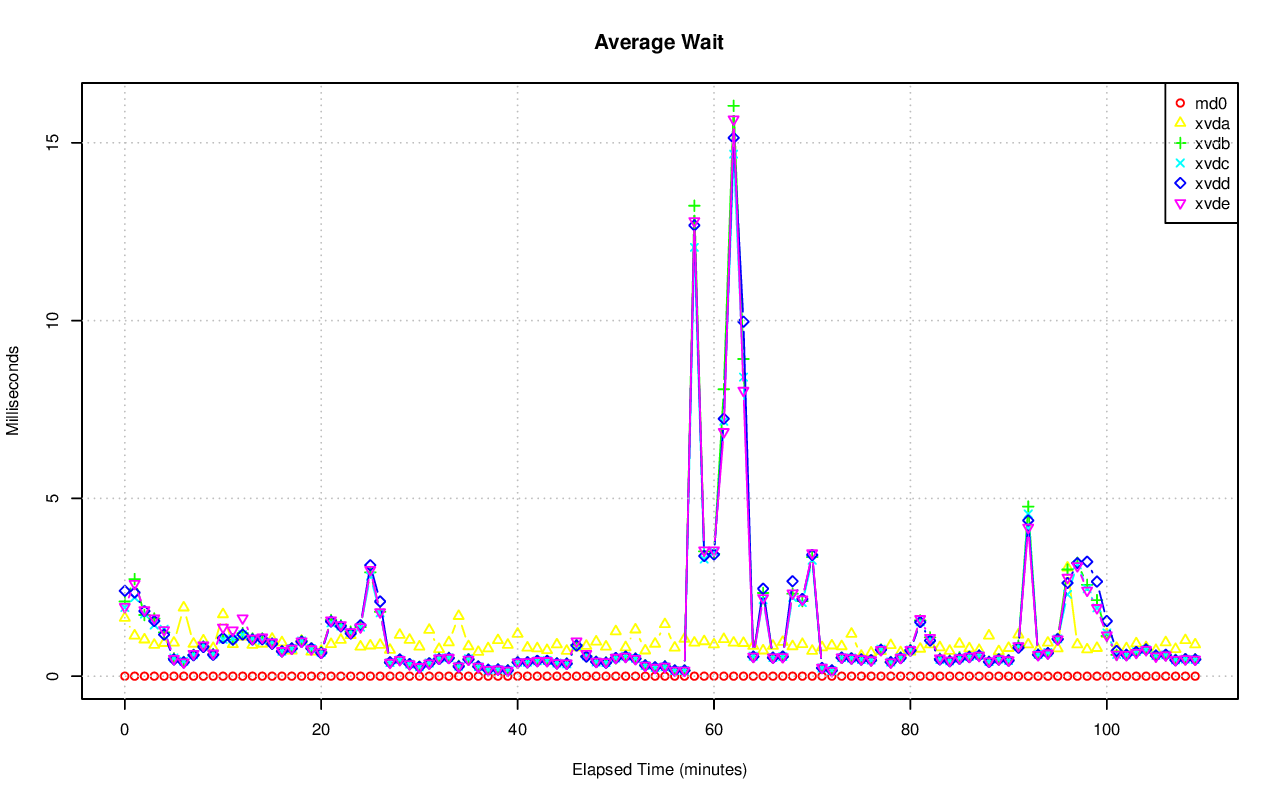 Average Wait
md0
xvda
xvdb
xvdc
xvdd
xvde
Milliseconds
15
10
5
0
0 20 40 60 80 100
Elapsed Time (minutes)